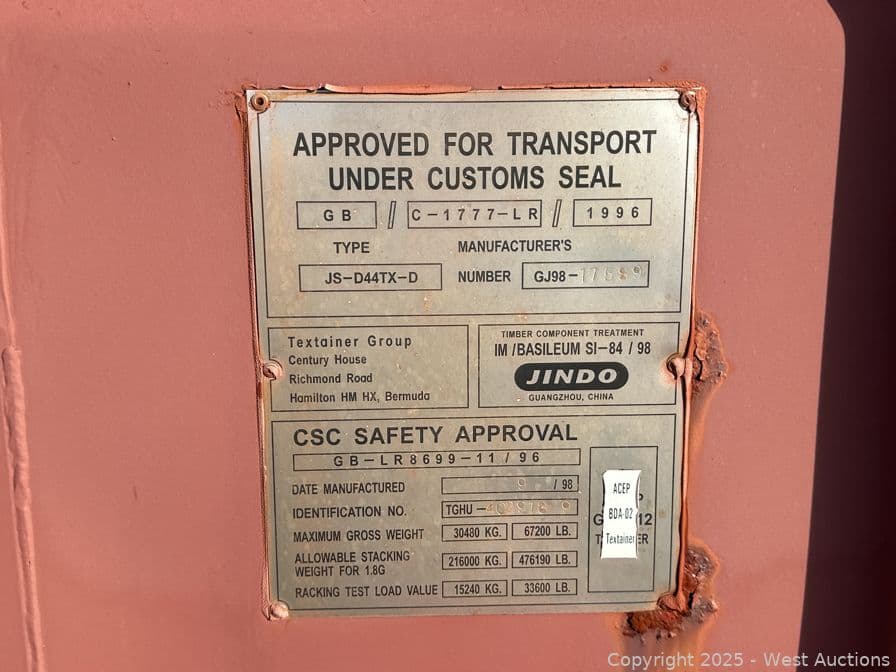 APPROVED FOR TRANSPORT
UNDER CUSTOMS SEAL
GB / C-1777-LR / 1996
TYPE MANUFACTURER'S
JS-D44TX-D NUMBER GJ98-
Textainer Group
Century House
Richmond Road
Hamilton HM HX, Bermuda
TIMBER COMPONENT TREATMENT
IM/BASILEUM SI-84 / 98
JINDO
GUANGZHOU, CHINA
CSC SAFETY APPROVAL
GB-LR8699-11/96
DATE MANUFACTURED 9 / 98
IDENTIFICATION NO. TGHU-
MAXIMUM GROSS WEIGHT 30480 KG. 67200 LB.
ALLOWABLE STACKING
WEIGHT FOR 1.8G 216000 KG. 476190 LB.
RACKING TEST LOAD VALUE 15240 KG. 33600 LB.
ACEP
BDA-02
Textainer
Copyright 2025 - West Auctions